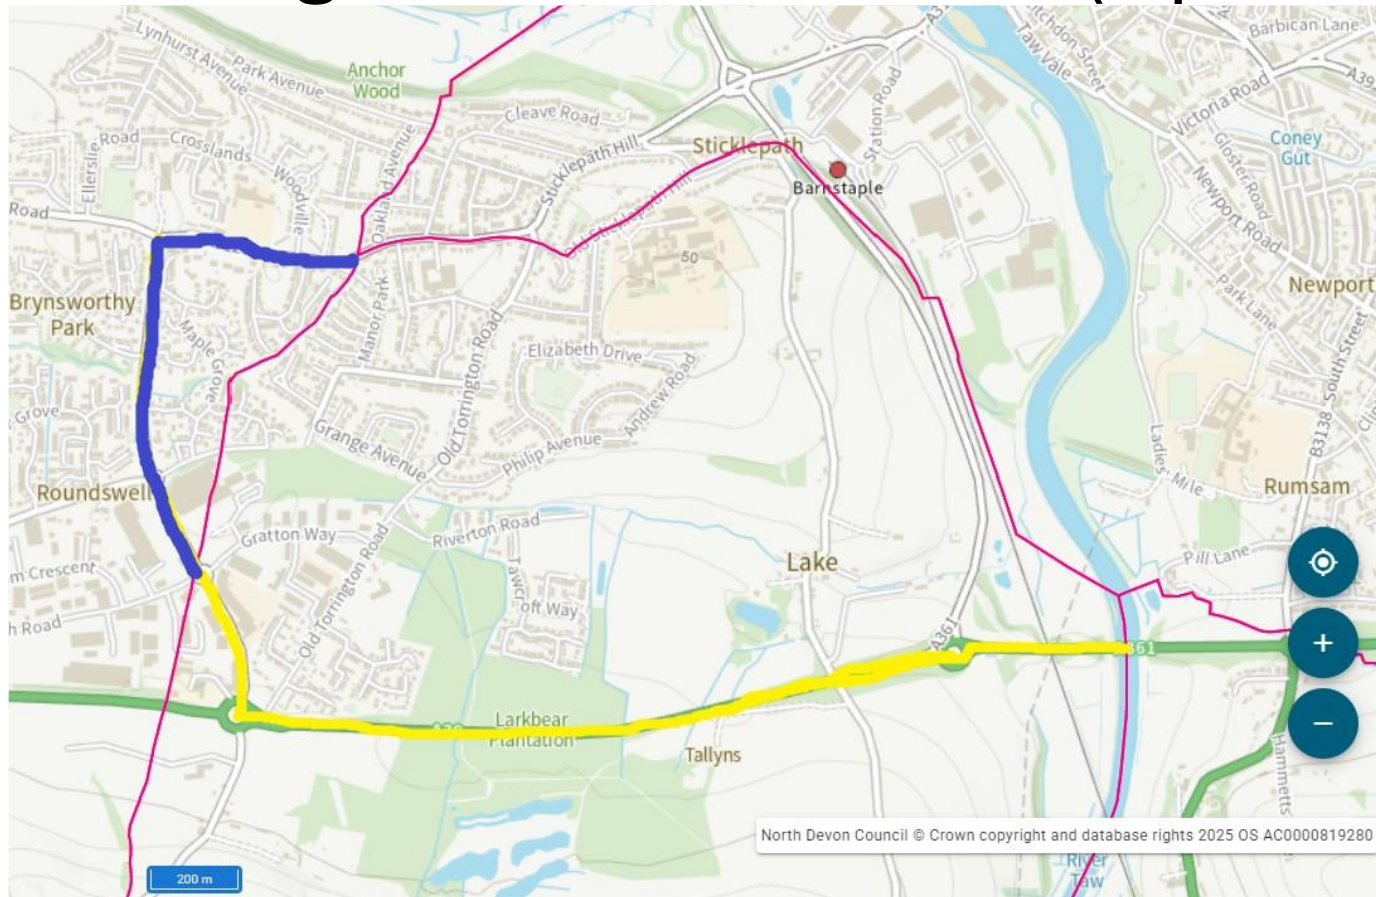 Lynhurst Avenue
Park Avenue
Anchor
Wood
Cleave Road
Ellerslie Road
Crosslands
Woodville
Oakland Avenue
Sticklepath Hill
Sticklepath
Station Road
Barnstaple
Taw Vale
Barbican Lane
Victoria Road
Coney
Gut
Gloster Road
Newport Road
Newport
Park Lane
Road
Old Sticklepath Hill
50
Brynsworthy
Park
Maple Grove
Manor Park
Elizabeth Drive
Andrew Road
Old Torrington Road
Grove
Grange Avenue
Philip Avenue
B3138 South Street
Ladies Mile
Roundswell
Rumsam
Gratton Way
Riverton Road
Pill Lane
Lake
m Crescent
Tawcroft Way
Old Torrington Road
h Road
A361
A361
+
Larkbear
Plantation
Tallyns
−
Hammetts
North Devon Council © Crown copyright and database rights 2025 OS AC0000819280
River
Taw
200 m